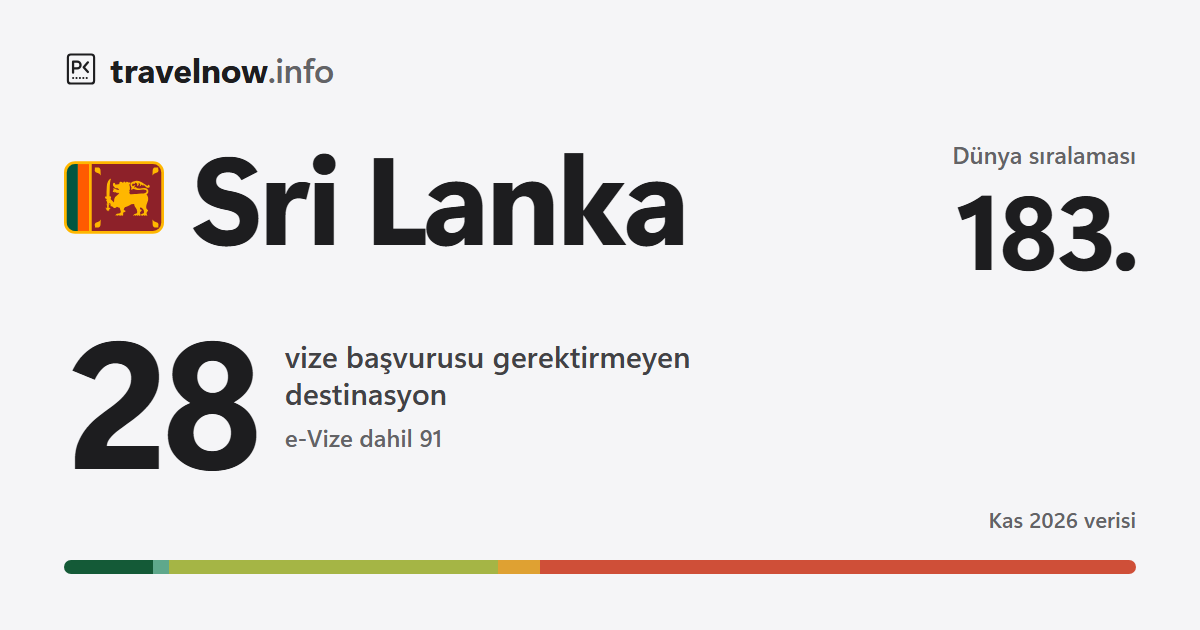 travelnow.info
Sri Lanka
Dünya sıralaması
183.
28
vize başvurusu gerektirmeyen
destinasyon
e-Vize dahil 91
Kas 2026 verisi